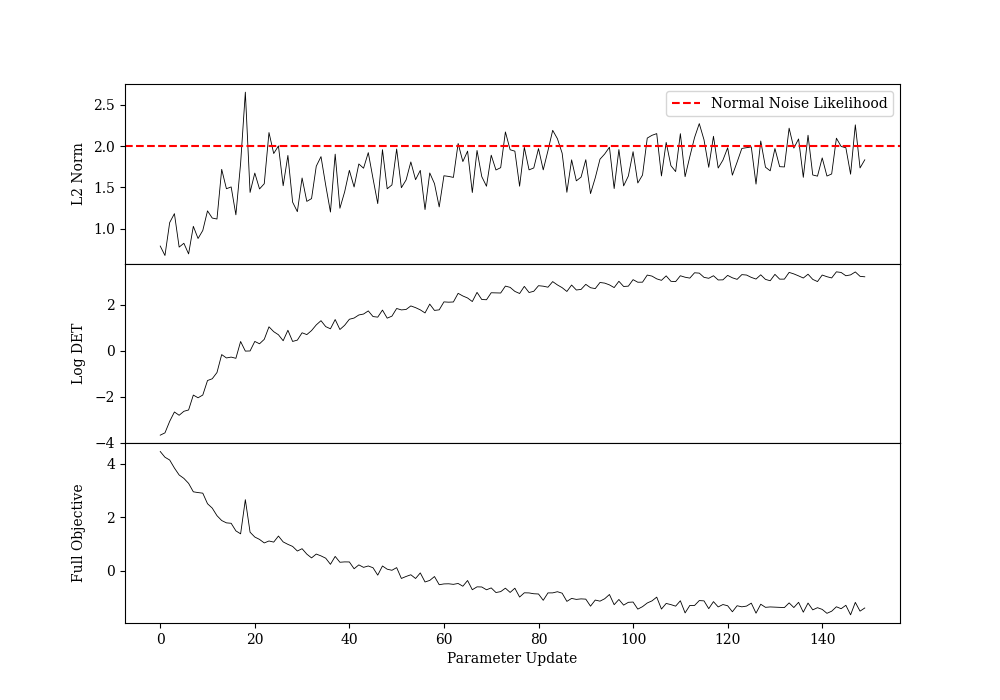 Normal Noise Likelihood
L2 Norm
2.5
2.0
1.5
1.0
Log DET
2
0
−2
−4
Full Objective
4
2
0
0 20 40 60 80 100 120 140
Parameter Update